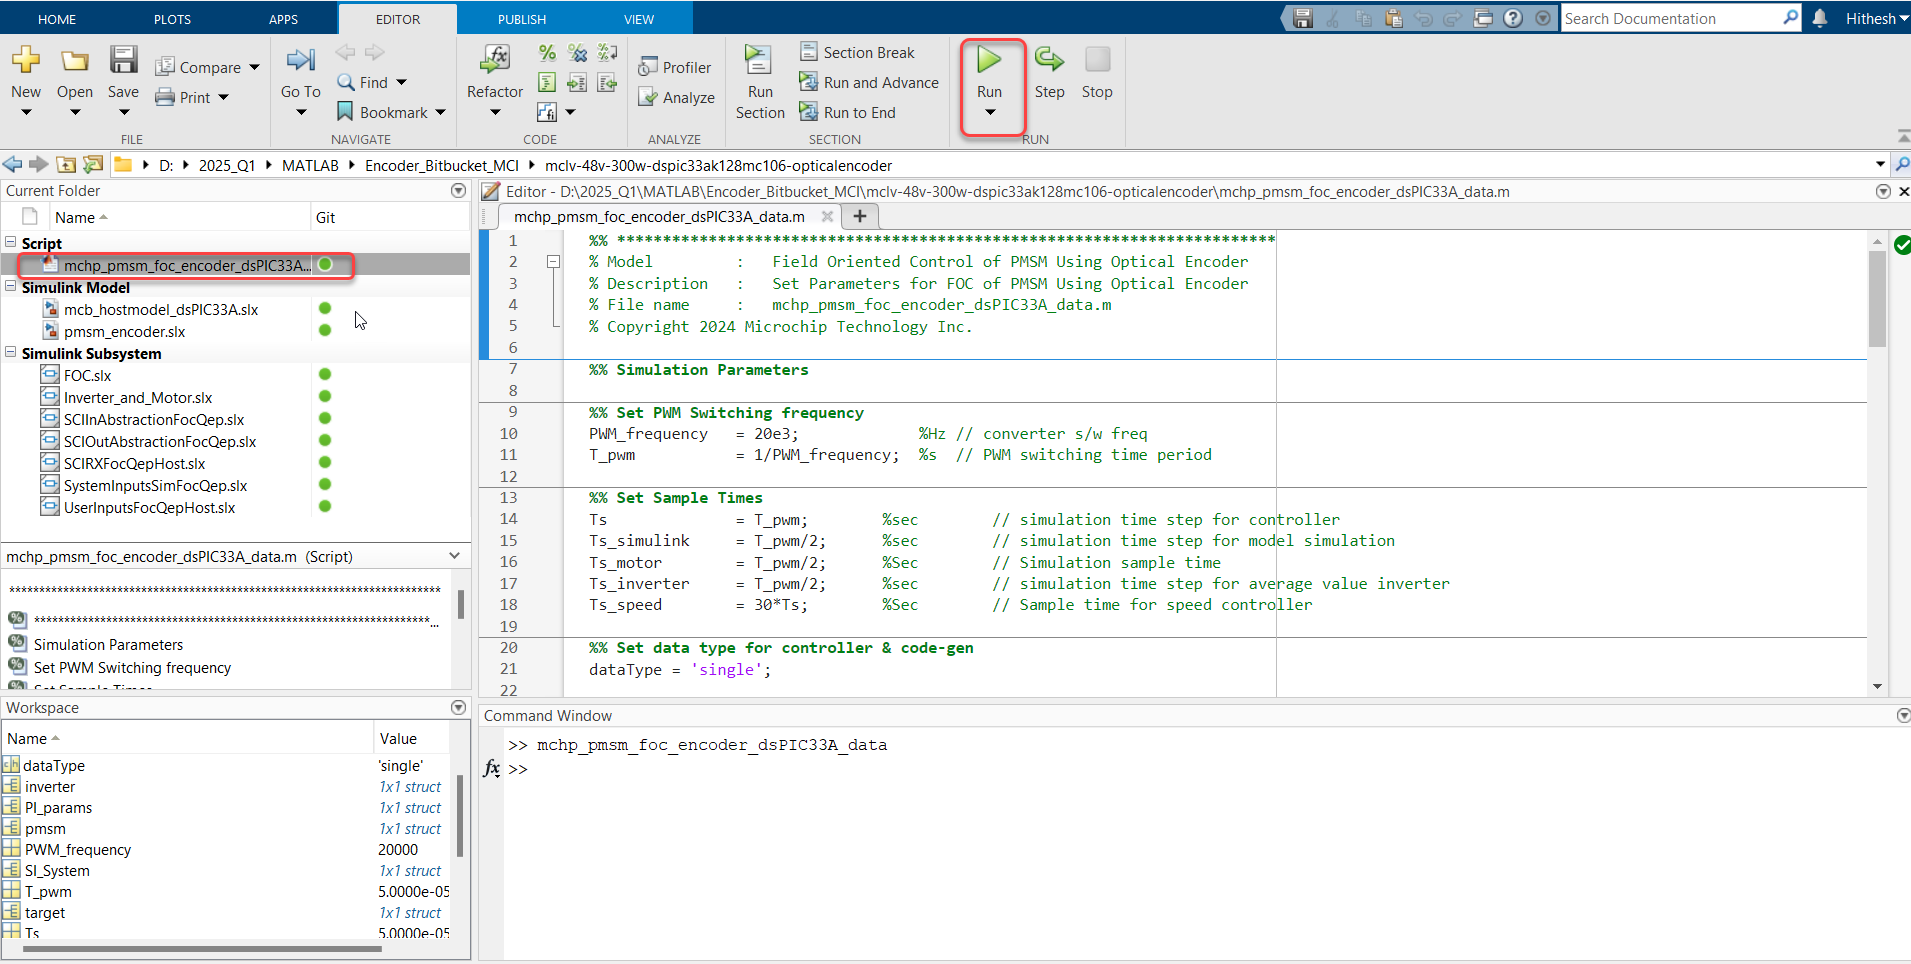 HOME PLOTS APPS EDITOR PUBLISH VIEW Search Documentation Hithesh
New Open Save Compare Print
FILE
Go To Find Bookmark
NAVIGATE
Refactor
CODE
Profiler
Analyze
ANALYZE
Run Section
Section Break
Run and Advance
Run to End
SECTION
Run Step Stop
RUN
D: 2025_Q1 MATLAB Encoder_Bitbucket_MCI mclv-48v-300w-dspic33ak128mc106-opticalencoder
Current Folder
Name Git
Script
mchp_pmsm_foc_encoder_dsPIC33A...
Simulink Model
mcb_hostmodel_dsPIC33A.slx
pmsm_encoder.slx
Simulink Subsystem
FOC.slx
Inverter_and_Motor.slx
SCIInAbstractionFocQep.slx
SCIOutAbstractionFocQep.slx
SCIRXFocQepHost.slx
SystemInputsSimFocQep.slx
UserInputsFocQepHost.slx
mchp_pmsm_foc_encoder_dsPIC33A_data.m (Script)
Simulation Parameters
Set PWM Switching frequency
Set Sample Times
Workspace
Name Value
dataType 'single'
inverter 1x1 struct
PI_params 1x1 struct
pmsm 1x1 struct
PWM_frequency 20000
SI_System 1x1 struct
T_pwm 5.0000e-05
target 1x1 struct
Ts 5.0000e-05
Editor - D:\2025_Q1\MATLAB\Encoder_Bitbucket_MCI\mclv-48v-300w-dspic33ak128mc106-opticalencoder\mchp_pmsm_foc_encoder_dsPIC33A_data.m
mchp_pmsm_foc_encoder_dsPIC33A_data.m
1 %% ************************************************************************
2 % Model : Field Oriented Control of PMSM Using Optical Encoder
3 % Description : Set Parameters for FOC of PMSM Using Optical Encoder
4 % File name : mchp_pmsm_foc_encoder_dsPIC33A_data.m
5 % Copyright 2024 Microchip Technology Inc.
6
7 %% Simulation Parameters
8
9 %% Set PWM Switching frequency
10 PWM_frequency = 20e3; %Hz // converter s/w freq
11 T_pwm = 1/PWM_frequency; %s // PWM switching time period
12
13 %% Set Sample Times
14 Ts = T_pwm; %sec // simulation time step for controller
15 Ts_simulink = T_pwm/2; %sec // simulation time step for model simulation
16 Ts_motor = T_pwm/2; %Sec // Simulation sample time
17 Ts_inverter = T_pwm/2; %sec // simulation time step for average value inverter
18 Ts_speed = 30*Ts; %Sec // Sample time for speed controller
19
20 %% Set data type for controller & code-gen
21 dataType = 'single';
22
Command Window
>> mchp_pmsm_foc_encoder_dsPIC33A_data
fx >>